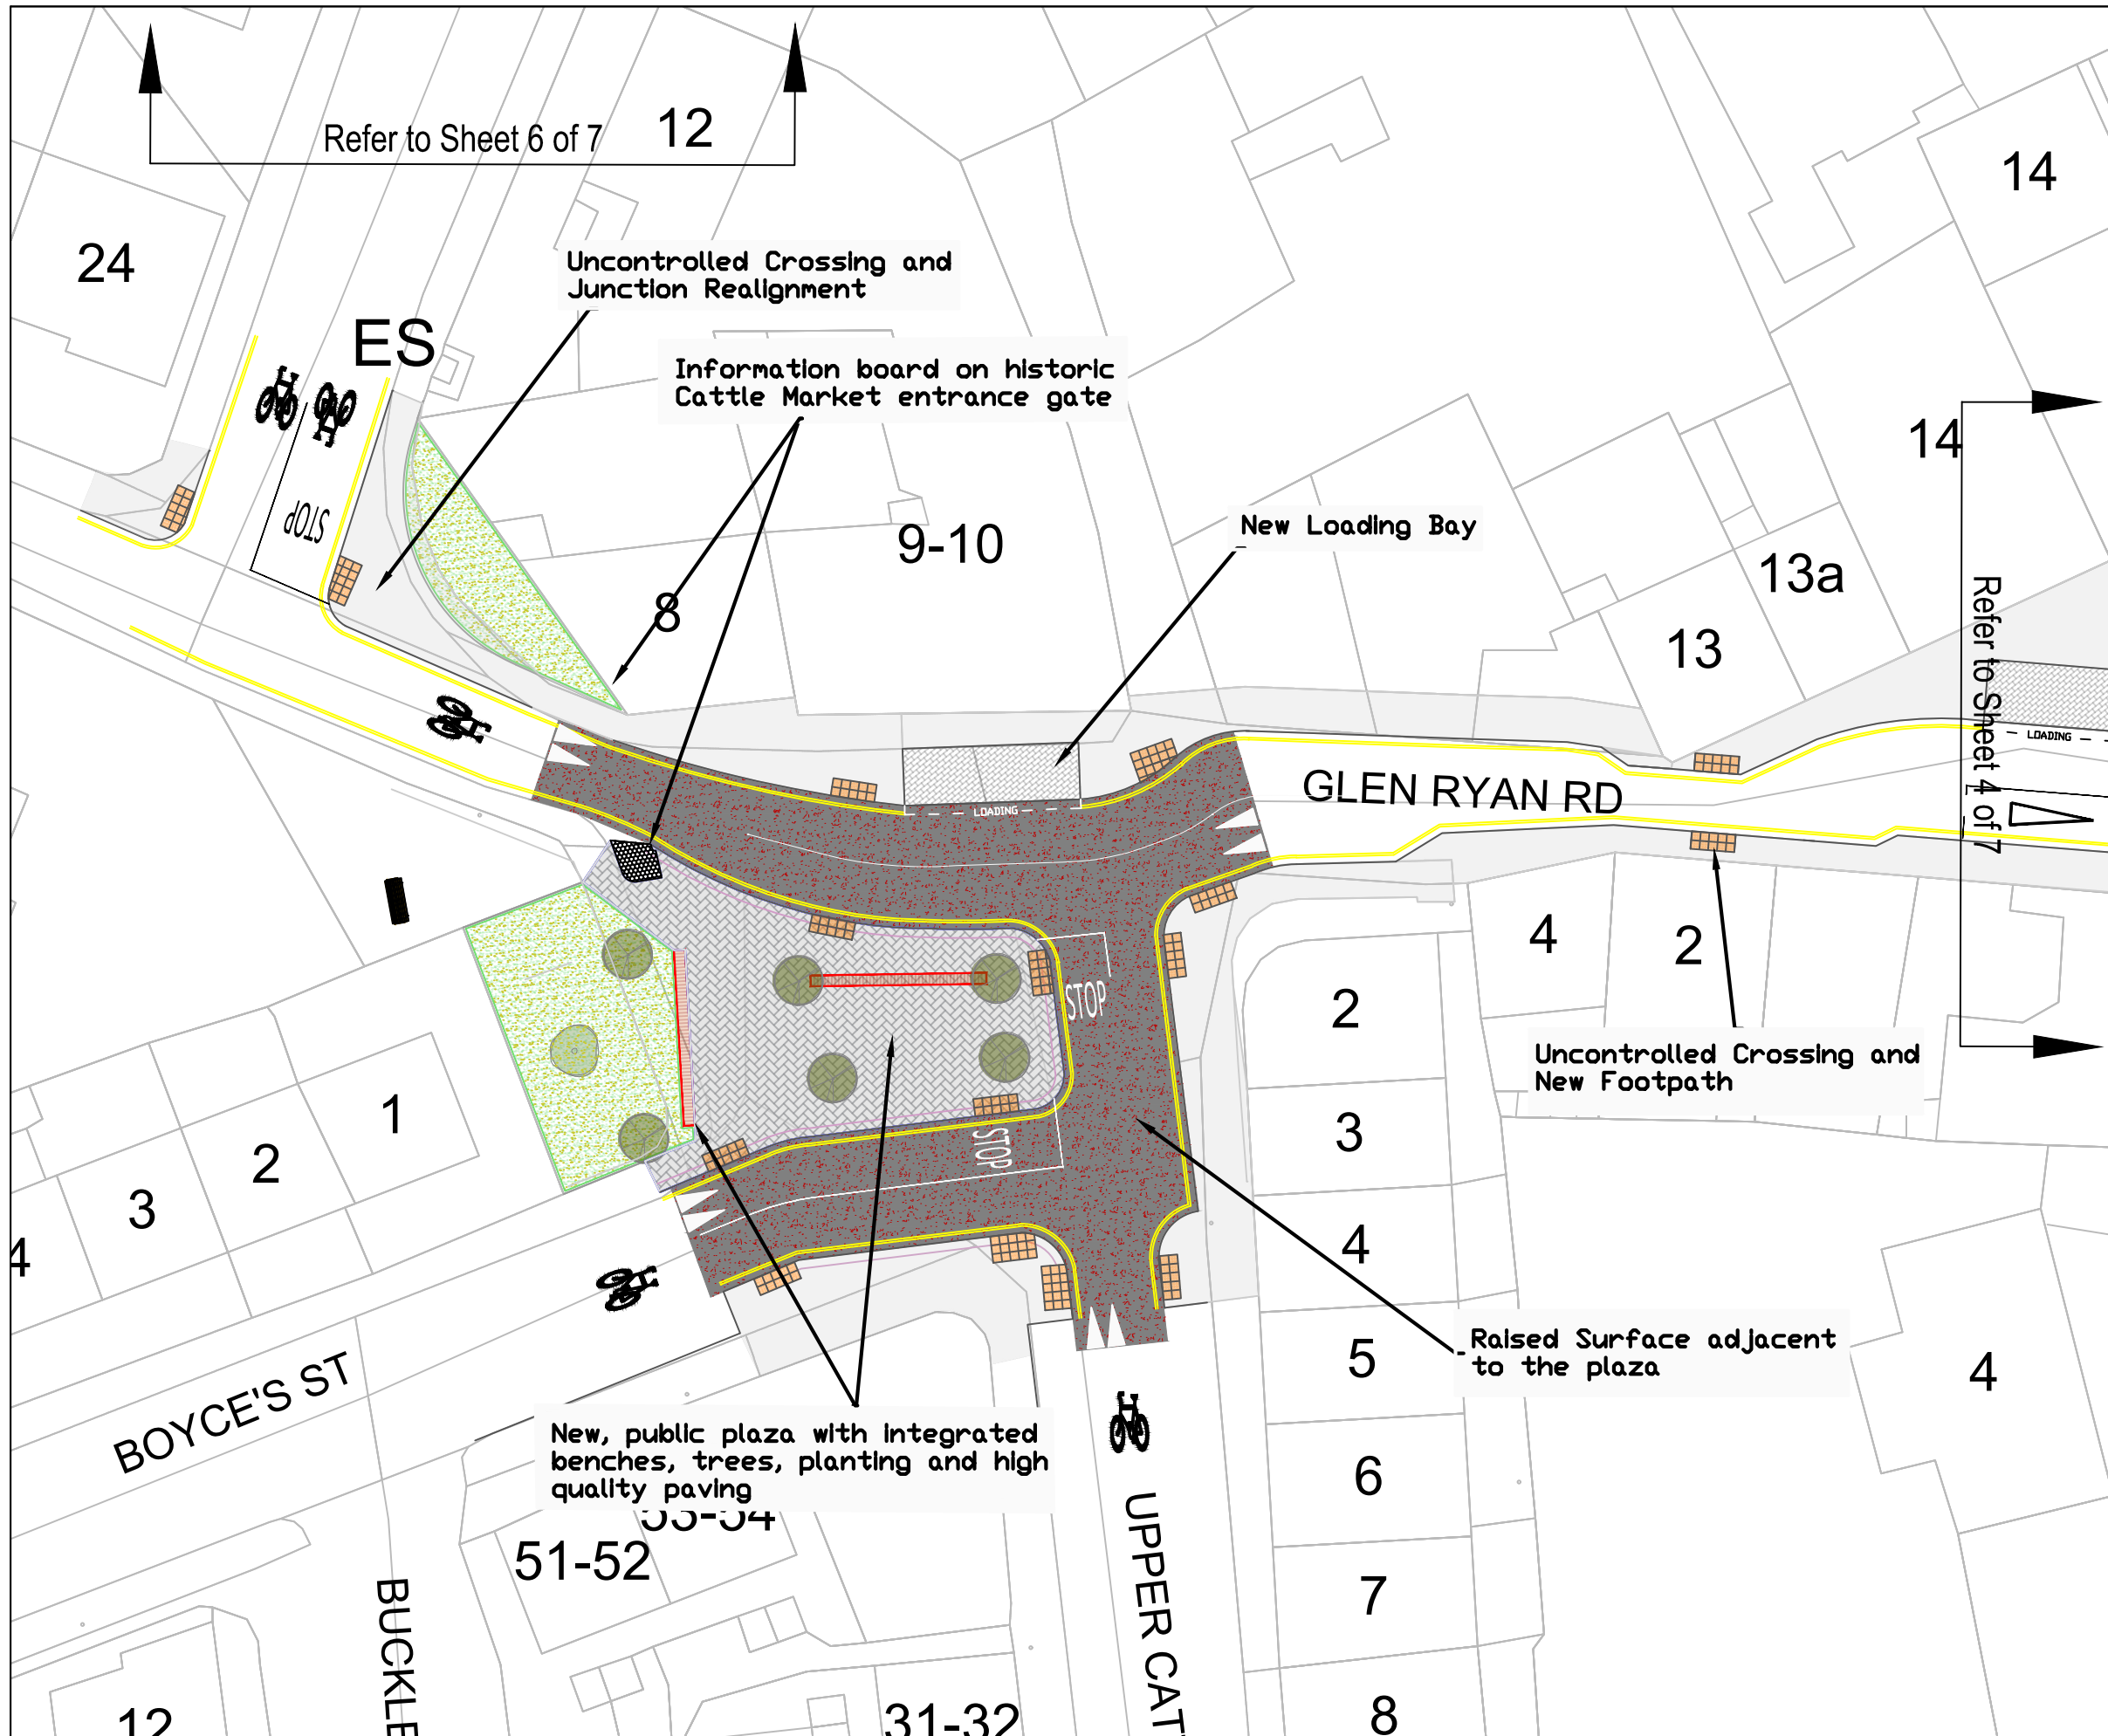 Refer to Sheet 6 of 7
12
14
24
Uncontrolled Crossing and
Junction Realignment
ES
Information board on historic
Cattle Market entrance gate
14
STOP
New Loading Bay
9-10
13a
8
13
Refer to Sheet 4 of 7
LOADING
GLEN RYAN RD
LOADING
4
2
STOP
2
Uncontrolled Crossing and
New Footpath
1
3
STOP
2
3
4
4
Raised Surface adjacent
to the plaza
5
4
BOYCE'S ST
New, public plaza with integrated
benches, trees, planting and high
quality paving
6
53-54
51-52
UPPER CAT
7
BUCKLE
12
31-32
8